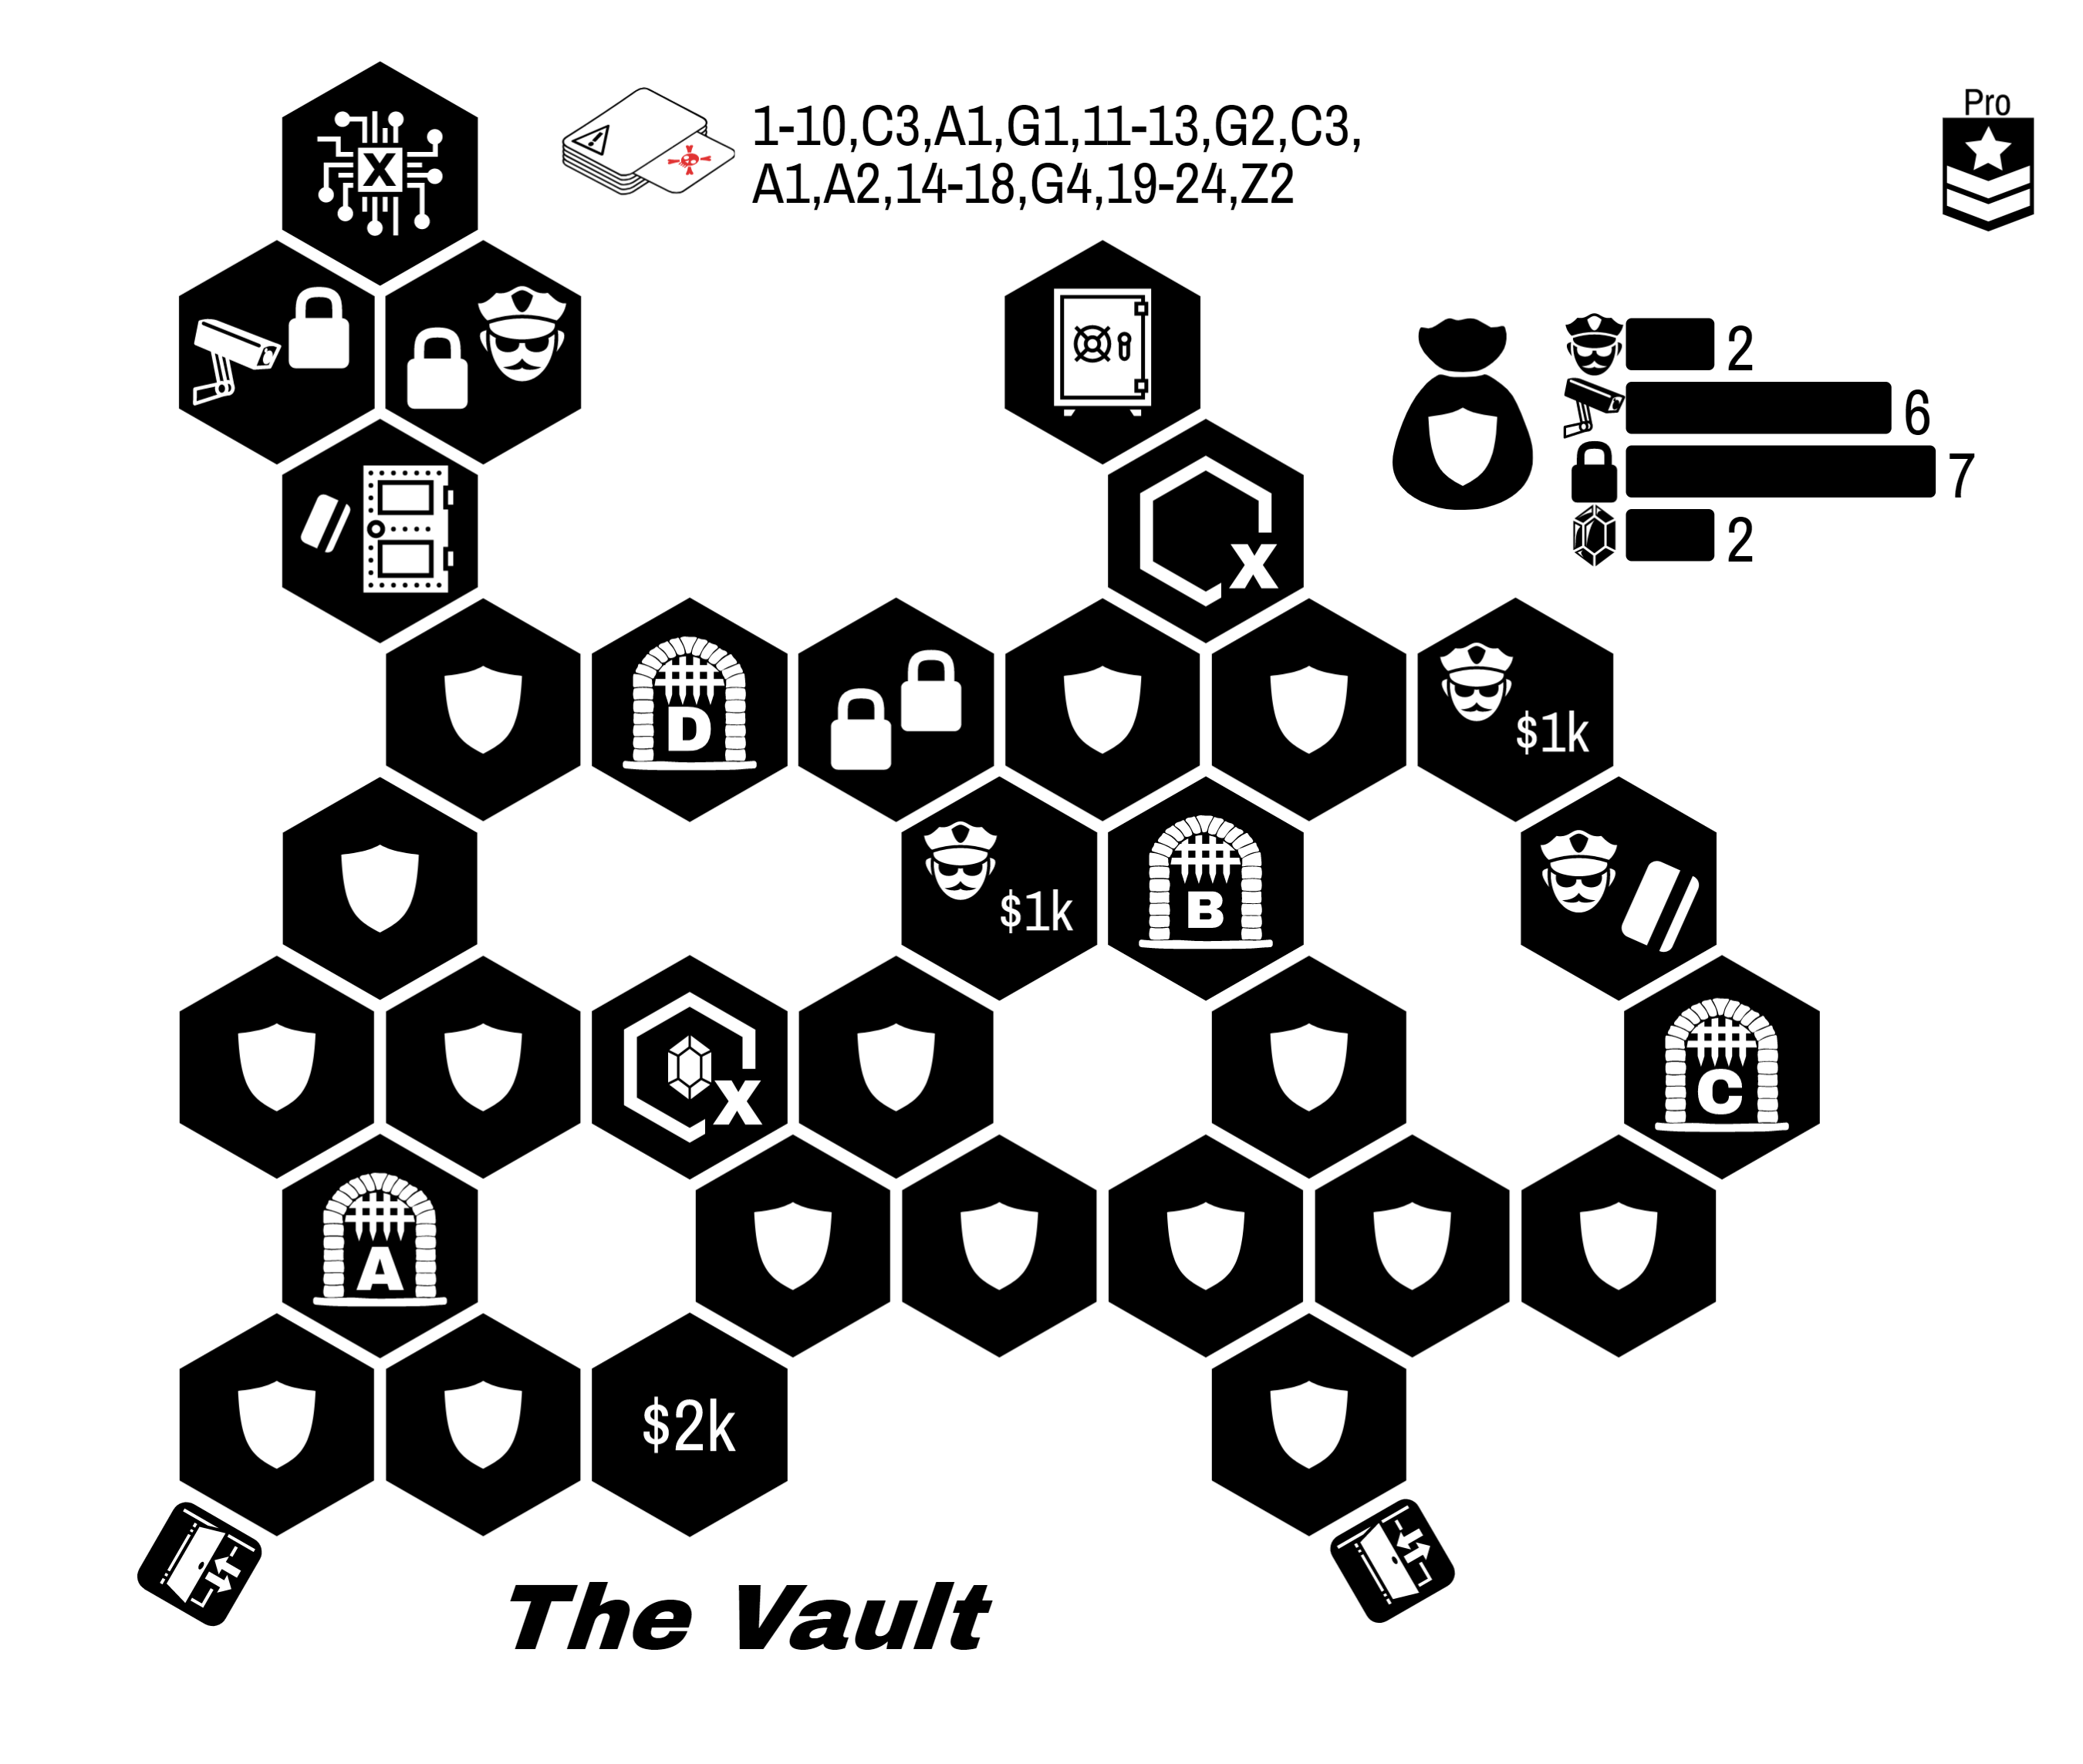 Pro
1-10,C3,A1,G1,11-13,G2,C3,
A1,A2,14-18,G4,19-24,Z2
X
2
6
7
2
x
D
$1k
$1k
B
x
C
A
$2k
The Vault